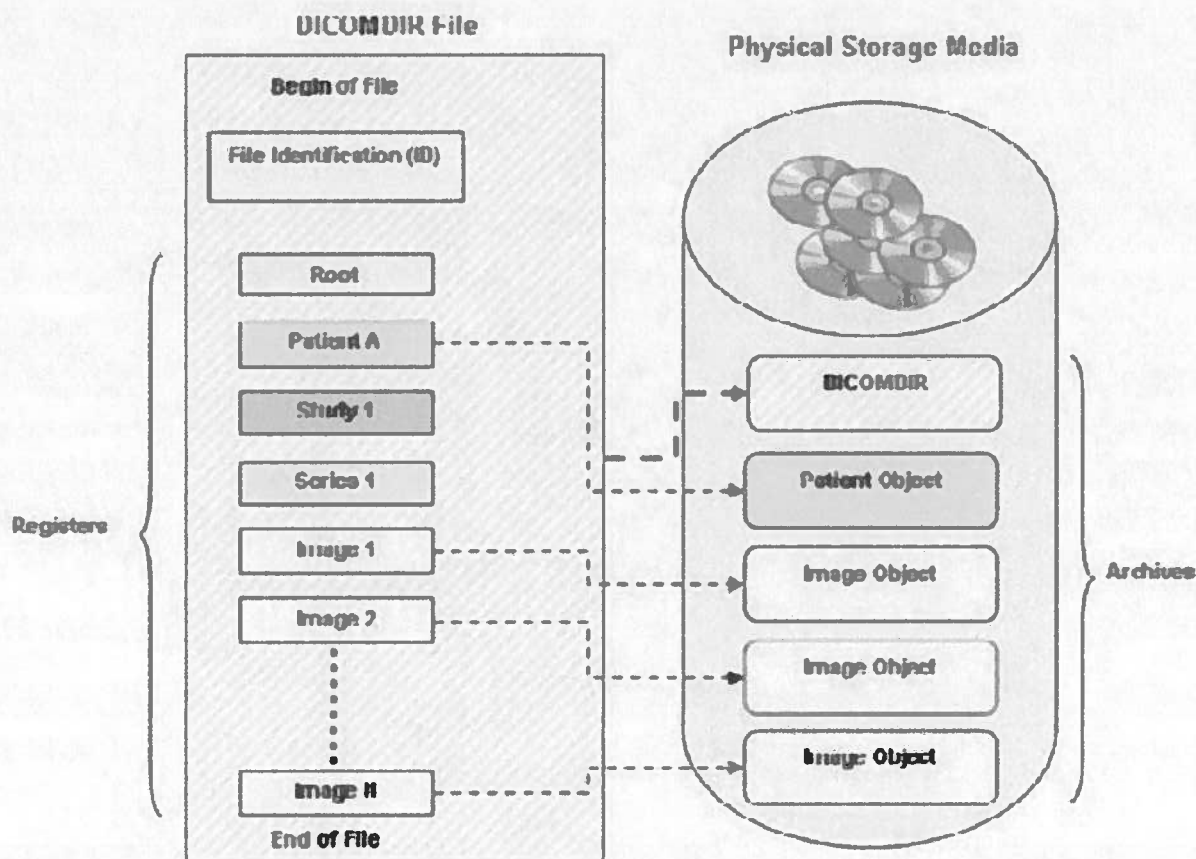 DICOMDIR File
Physical Storage Media
Begin of File
File Identification (ID)
Root
Patient A
Study 1
Series 1
Image 1
Image 2
Image N
End of File
Registers
DICOMDIR
Patient Object
Image Object
Image Object
Image Object
Archives